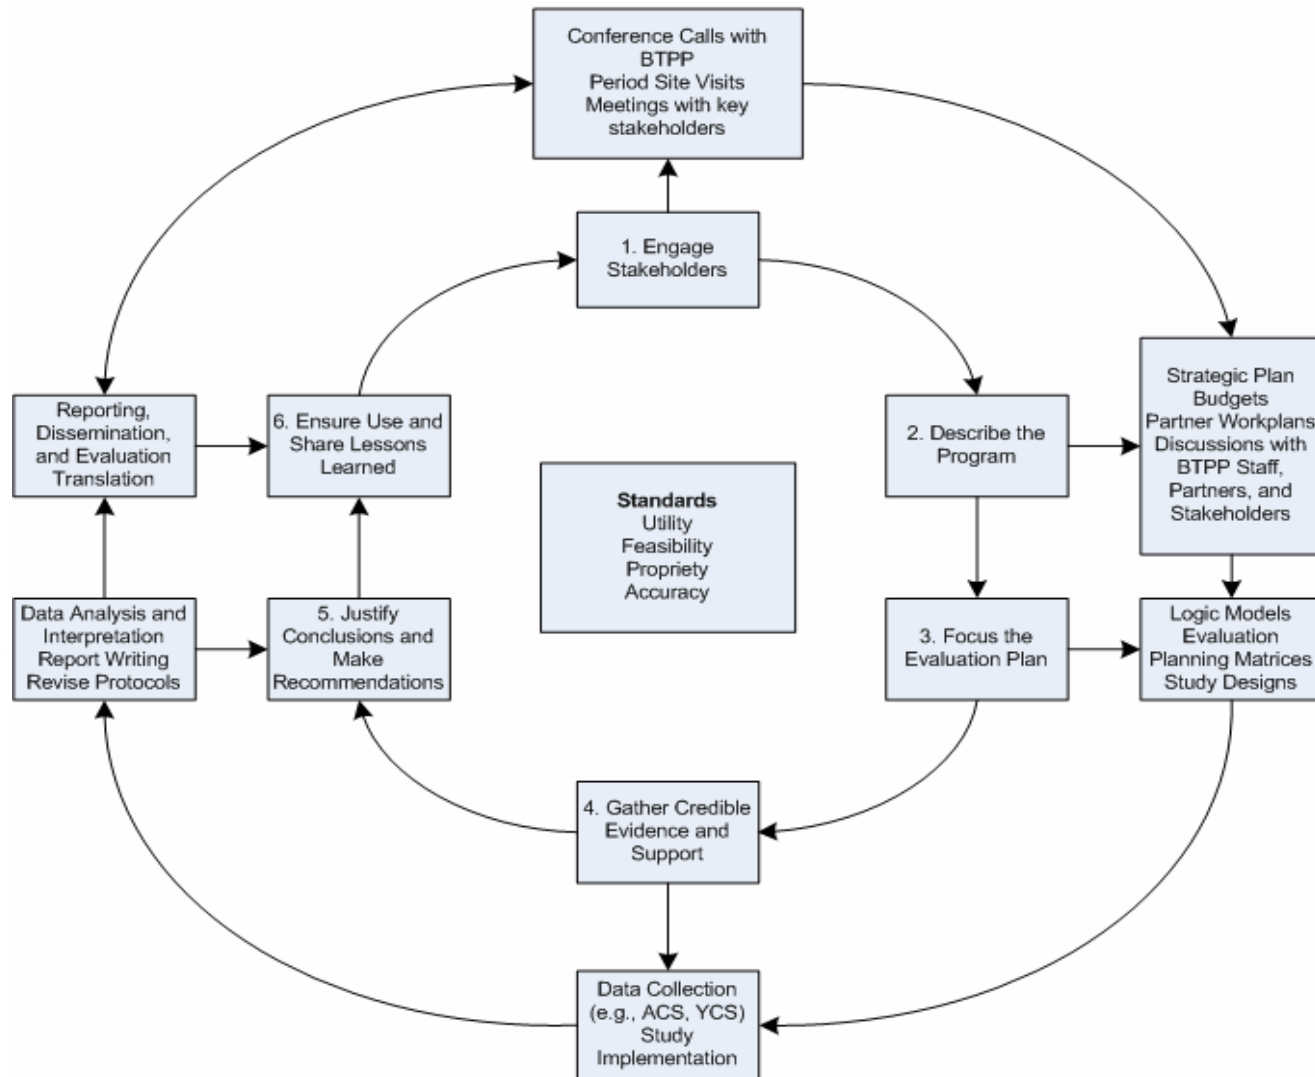 Conference Calls with
BTPP
Period Site Visits
Meetings with key
stakeholders
1. Engage
Stakeholders
Strategic Plan
Budgets
Partner Workplans
Discussions with
BTPP Staff,
Partners, and
Stakeholders
Reporting,
Dissemination,
and Evaluation
Translation
6. Ensure Use and
Share Lessons
Learned
2. Describe the
Program
Standards
Utility
Feasibility
Propriety
Accuracy
Data Analysis and
Interpretation
Report Writing
Revise Protocols
5. Justify
Conclusions and
Make
Recommendations
3. Focus the
Evaluation Plan
Logic Models
Evaluation
Planning Matrices
Study Designs
4. Gather Credible
Evidence and
Support
Data Collection
(e.g., ACS, YCS)
Study
Implementation